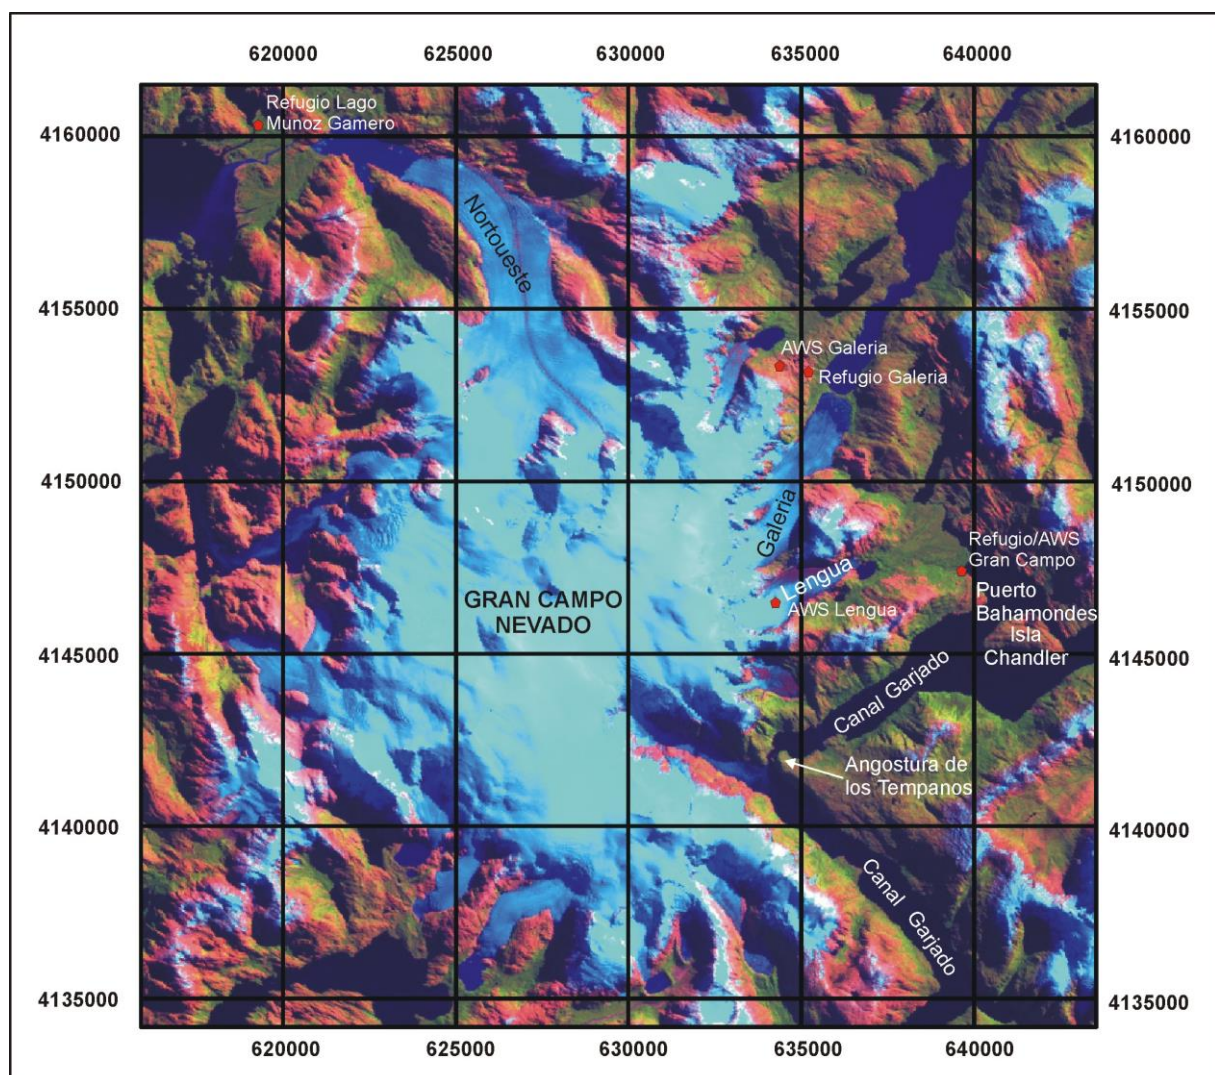 620000 625000 630000 635000 640000
Refugio Lago
Munoz Gamero
4160000 4160000
Nortoueste
4155000 4155000
AWS Galeria
Refugio Galeria
4150000 4150000
Galeria
Refugio/AWS
Gran Campo
Lengua
AWS Lengua
GRAN CAMPO
NEVADO
Puerto
Bahamondes
Isla
Chandler
4145000 4145000
Canal Garjado
Angostura de
los Tempanos
4140000 4140000
Canal Garjado
4135000 4135000
620000 625000 630000 635000 640000